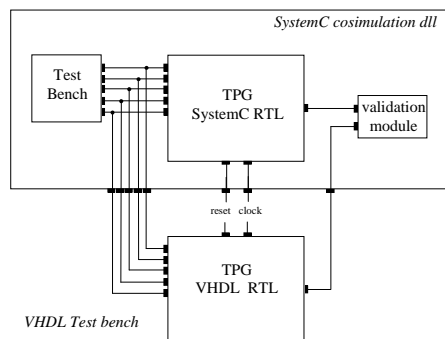 SystemC cosimulation dll
Test
Bench
TPG
SystemC RTL
validation
module
reset clock
TPG
VHDL RTL
VHDL Test bench